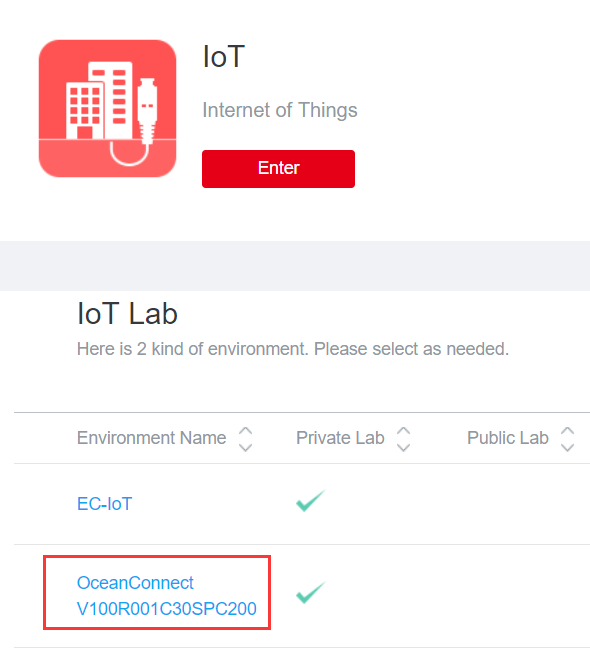 IoT
Internet of Things
Enter
IoT Lab
Here is 2 kind of environment. Please select as needed.
Environment Name Private Lab Public Lab
EC-IoT
OceanConnect
V100R001C30SPC200